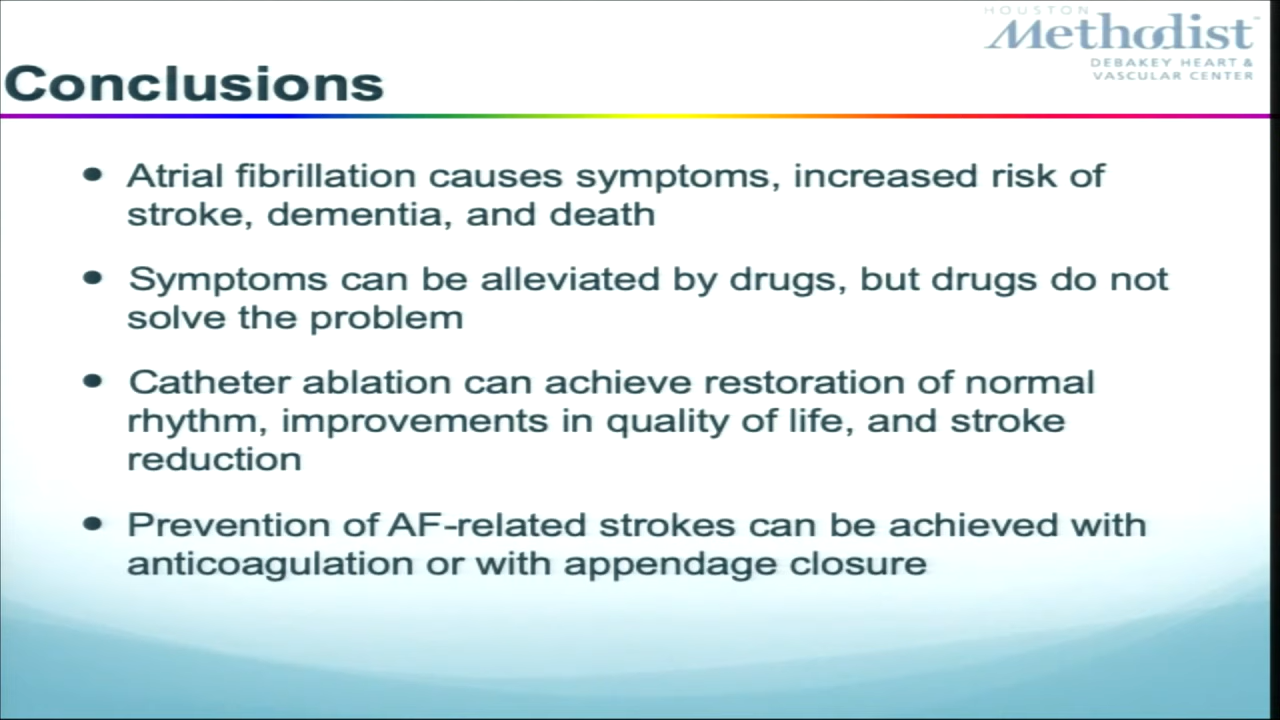 HOUSTON
Methodist
DEBAKEY HEART &
VASCULAR CENTER
Conclusions
• Atrial fibrillation causes symptoms, increased risk of
stroke, dementia, and death
• Symptoms can be alleviated by drugs, but drugs do not
solve the problem
• Catheter ablation can achieve restoration of normal
rhythm, improvements in quality of life, and stroke
reduction
• Prevention of AF-related strokes can be achieved with
anticoagulation or with appendage closure